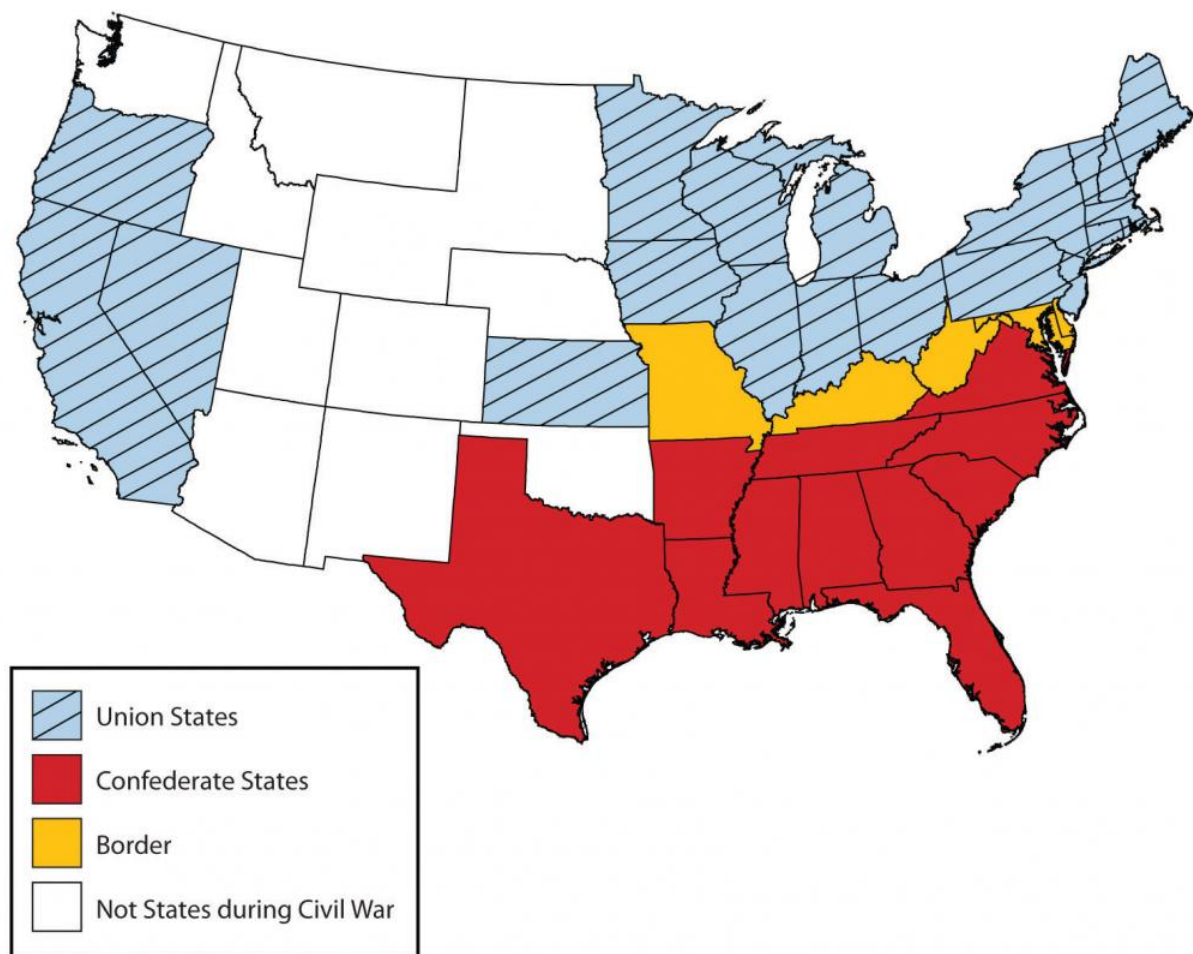 Union States
Confederate States
Border
Not States during Civil War